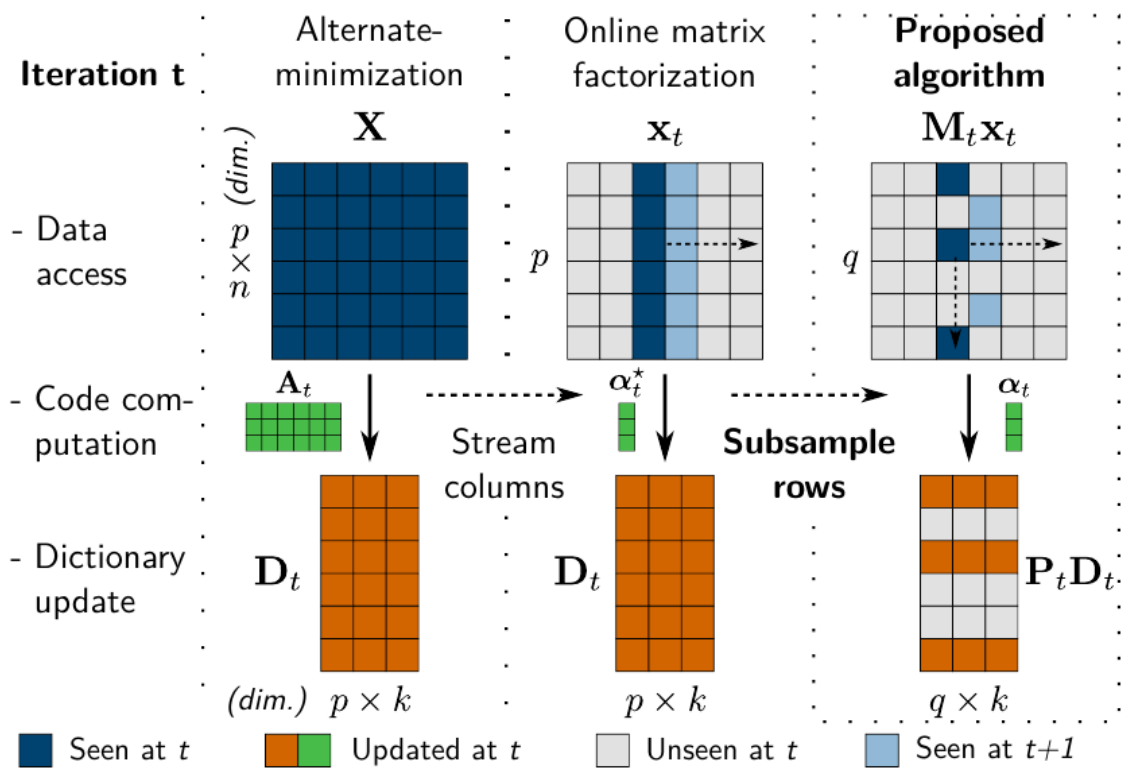 Iteration t
Alternate-
minimization
Online matrix
factorization
Proposed
algorithm
X
x_t
M_t x_t
- Data
access
n × p (dim.)
p
q
- Code com-
putation
A_t
α_t^⋆
α_t
Stream
columns
Subsample
rows
- Dictionary
update
D_t
D_t
P_t D_t
(dim.) p × k
p × k
q × k
Seen at t
Updated at t
Unseen at t
Seen at t+1